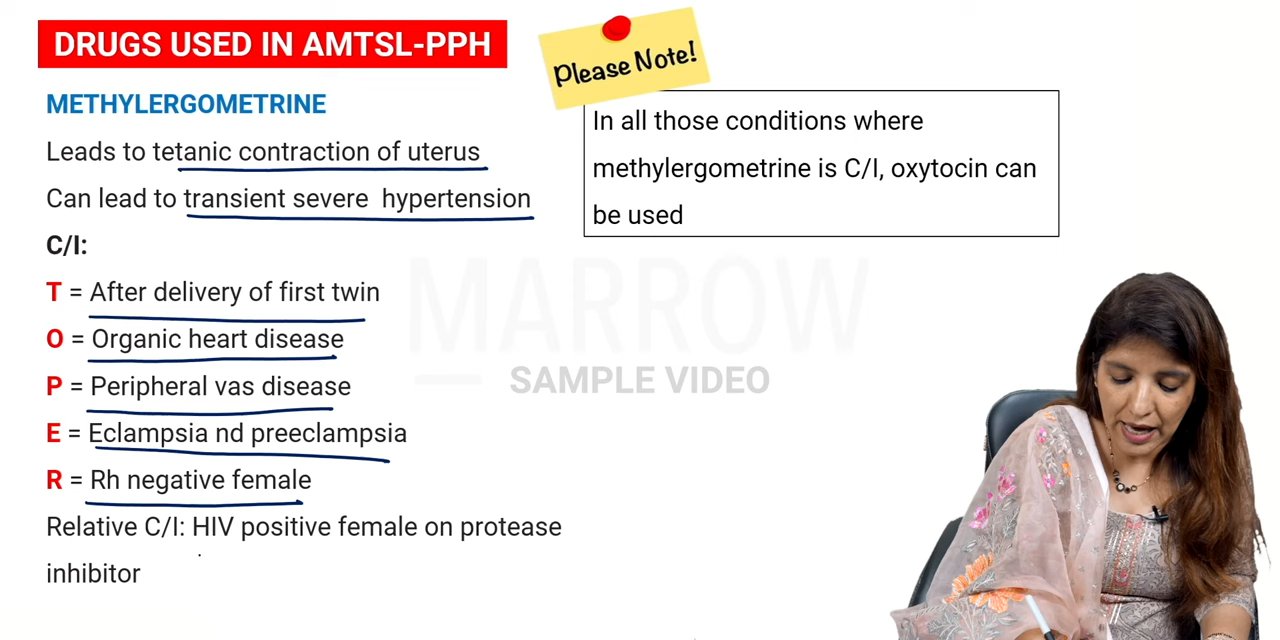 DRUGS USED IN AMTSL-PPH
Please Note!
METHYLERGOMETRINE
Leads to tetanic contraction of uterus
Can lead to transient severe hypertension
C/I:
T = After delivery of first twin
O = Organic heart disease
P = Peripheral vas disease
E = Eclampsia nd preeclampsia
R = Rh negative female
Relative C/I: HIV positive female on protease
inhibitor
In all those conditions where
methylergometrine is C/I, oxytocin can
be used
MARROW
SAMPLE VIDEO